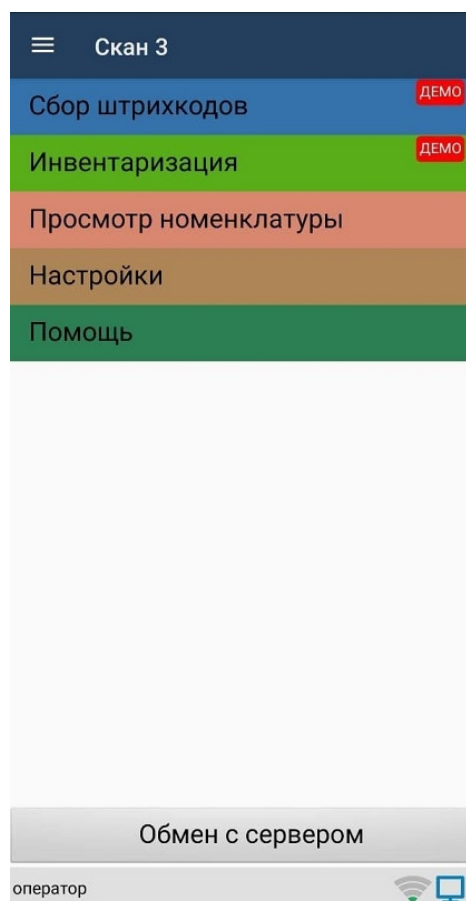 Скан 3
Сбор штрихкодов ДЕМО
Инвентаризация ДЕМО
Просмотр номенклатуры
Настройки
Помощь
Обмен с сервером
оператор